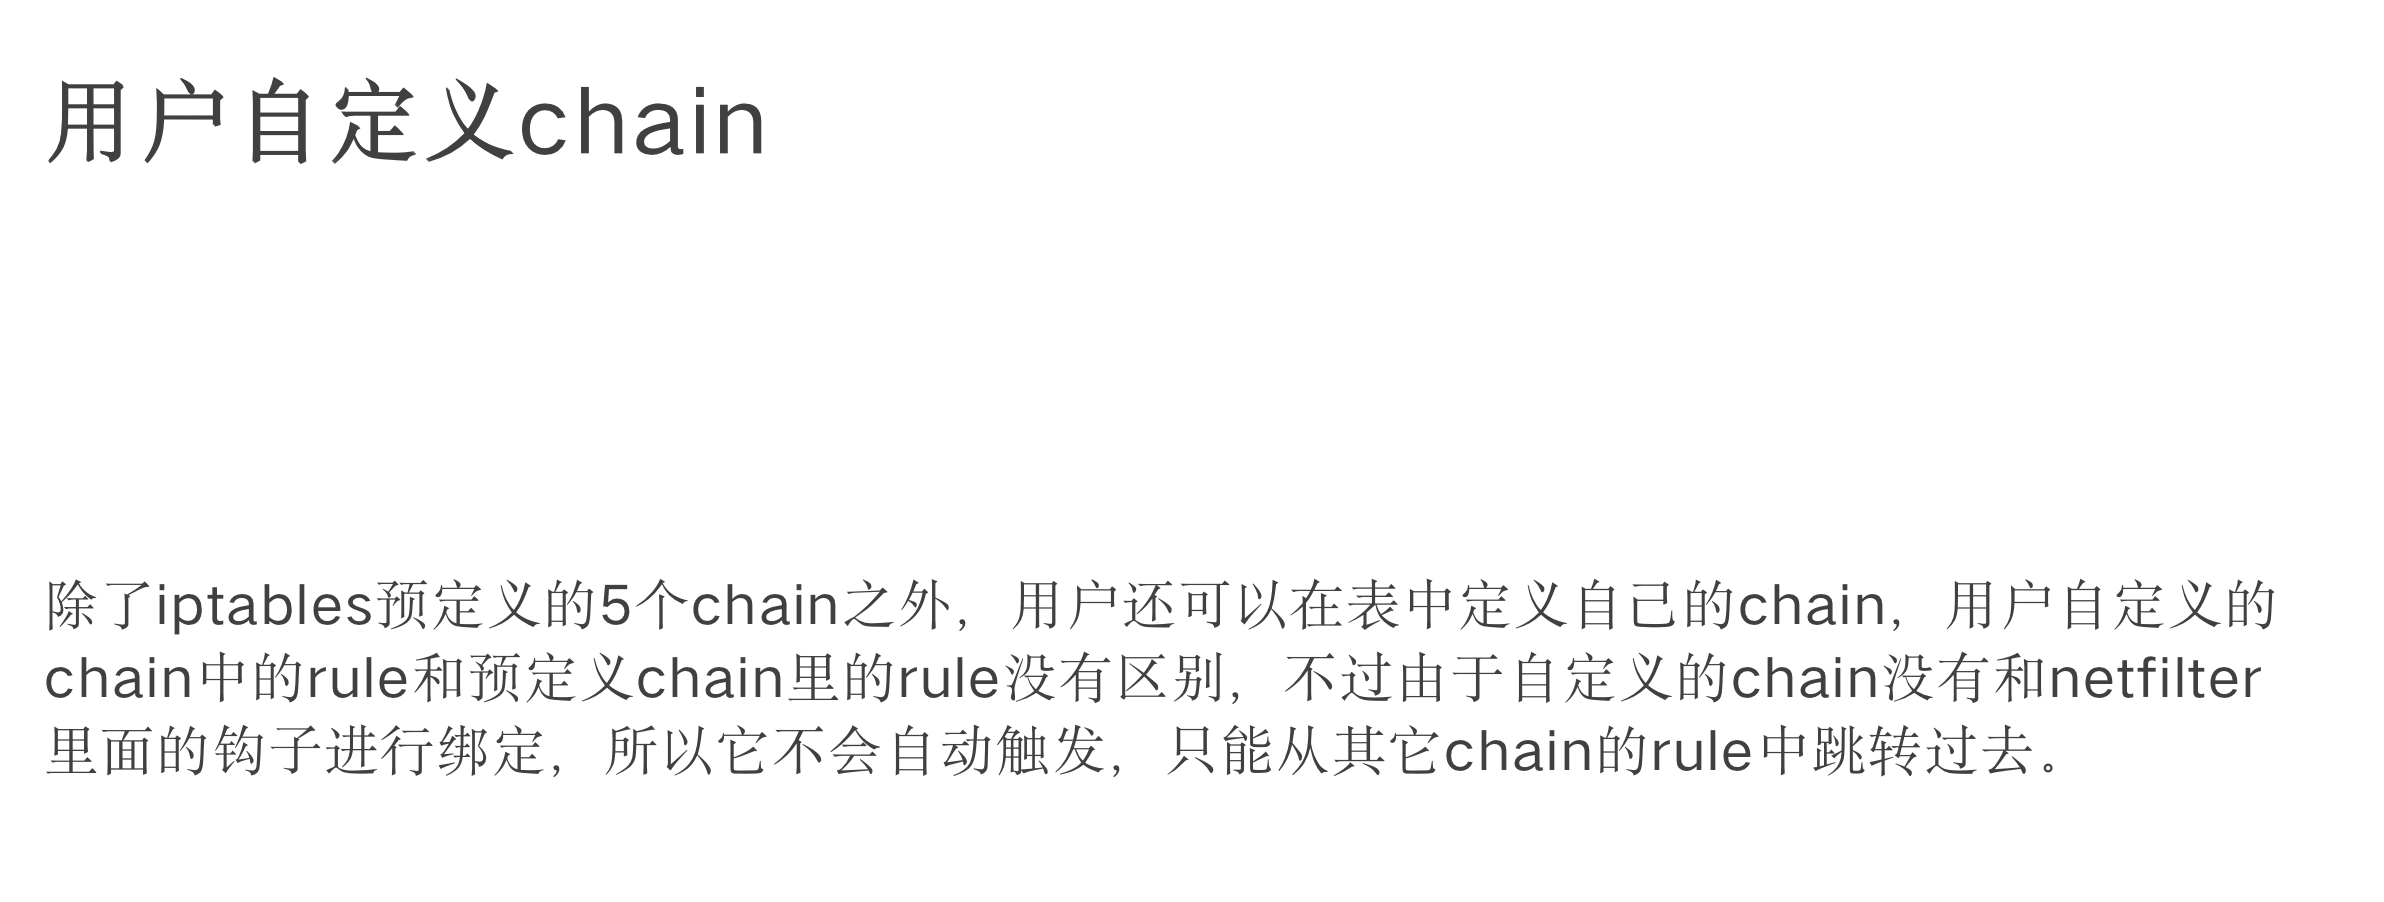 用户自定义chain
除了iptables预定义的5个chain之外，用户还可以在表中定义自己的chain，用户自定义的
chain中的rule和预定义chain里的rule没有区别，不过由于自定义的chain没有和netfilter
里面的钩子进行绑定，所以它不会自动触发，只能从其它chain的rule中跳转过去。